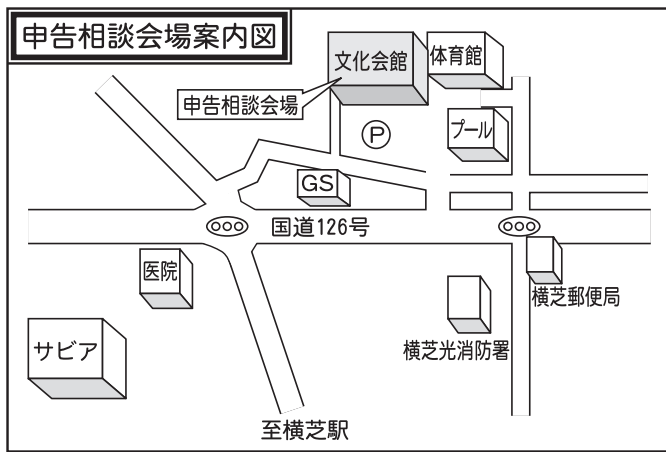 申告相談会場案内図
文化会館
体育館
申告相談会場
プール
P
GS
国道126号
医院
横芝郵便局
サビア
横芝光消防署
至横芝駅